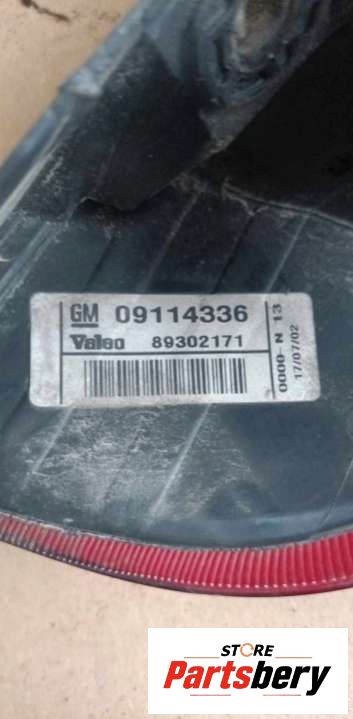 GM 09114336
Valeo 89302171
0000-N 13
17/07/02
STORE
Partsbery